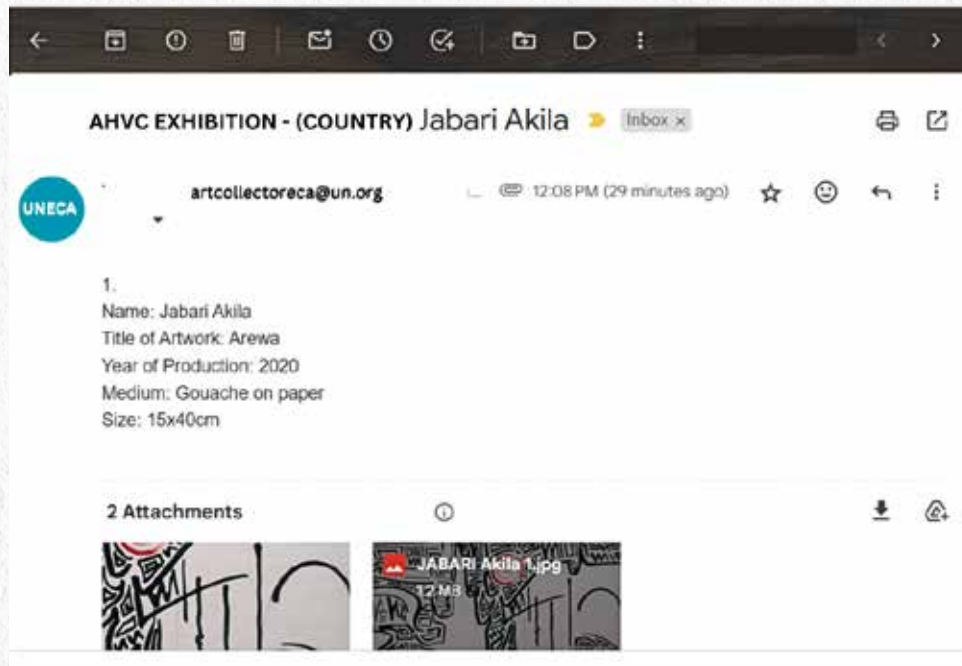 AHVC EXHIBITION - (COUNTRY) Jabari Akila Inbox ×
UNECA
artcollectoreca@un.org 12:08 PM (29 minutes ago)
1.
Name: Jabari Akila
Title of Artwork: Arewa
Year of Production: 2020
Medium: Gouache on paper
Size: 15x40cm
2 Attachments
JABARI Akila 1.jpg
1.2 MB